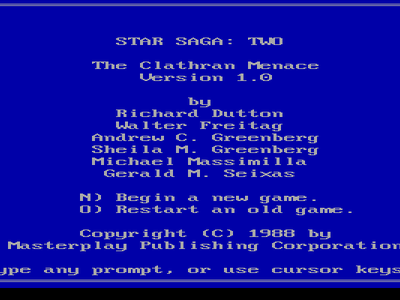 STAR SAGA: TWO
The Clathran Menace
Version 1.0
by
Richard Dutton
Walter Freitag
Andrew C. Greenberg
Sheila M. Greenberg
Michael Massimilla
Gerald M. Seixas
N) Begin a new game.
O) Restart an old game.
Copyright (C) 1988 by
Masterplay Publishing Corporation
ype any prompt, or use cursor keys